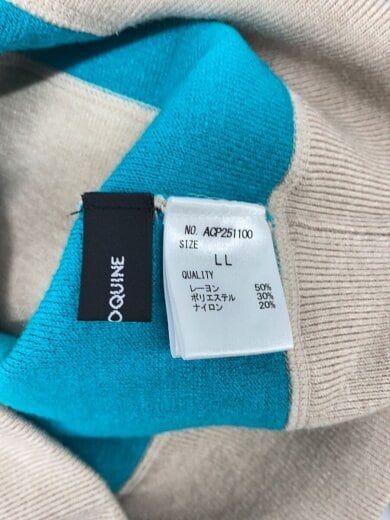 OQUINE
NO. ACP251100
SIZE
LL
QUALITY
レーヨン 50%
ポリエステル 30%
ナイロン 20%